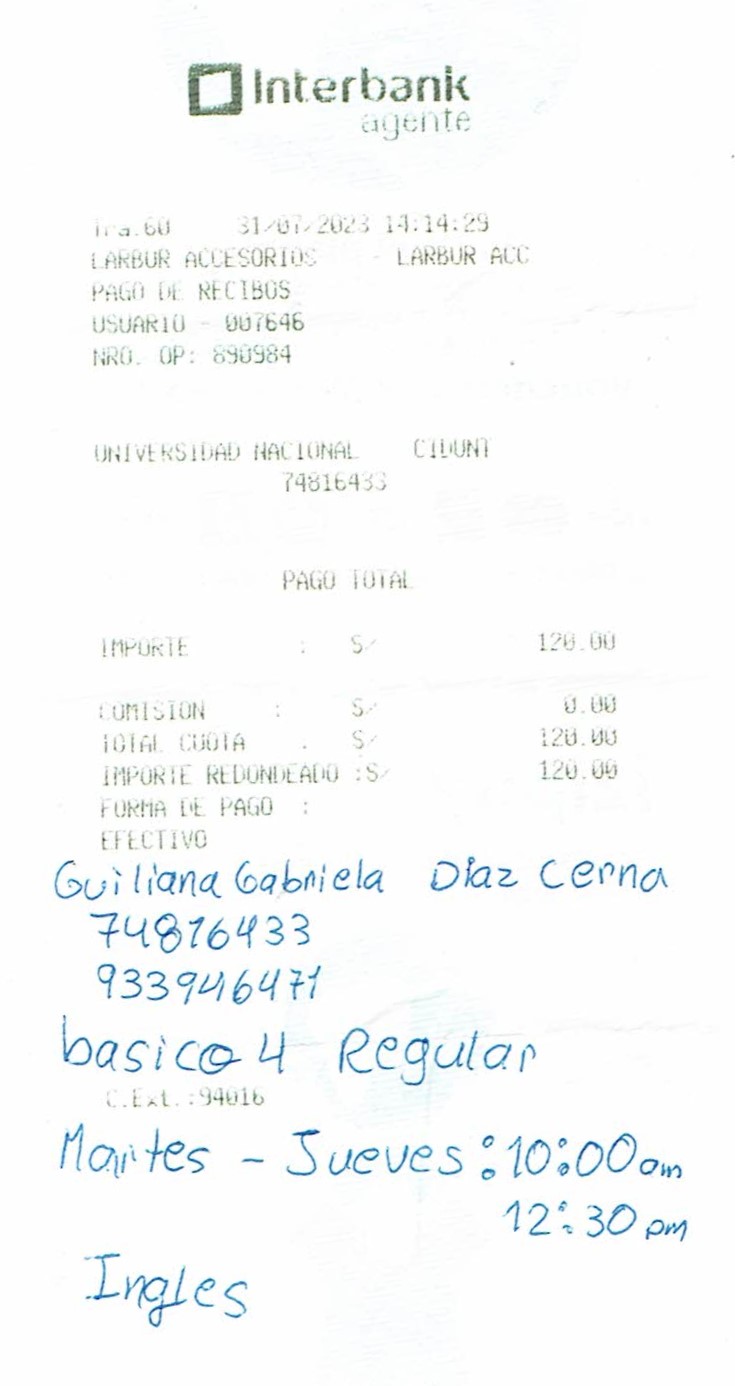 Interbank
agente
Tra.60 31/07/2023 14:14:29
LARBUR ACCESORIOS - LARBUR ACC
PAGO DE RECIBOS
USUARIO - 007646
NRO. OP: 890984
UNIVERSIDAD NACIONAL CIDUNT
74816433
PAGO TOTAL
IMPORTE : S/ 120.00
COMISION : S/ 0.00
TOTAL CUOTA : S/ 120.00
IMPORTE REDONDEADO :S/ 120.00
FORMA DE PAGO :
EFECTIVO
Guiliana Gabriela Díaz Cerna
74816433
933946471
basico 4 Regular
C.Ext.:94016
Martes - Jueves : 10:00 am
12:30 pm
Ingles